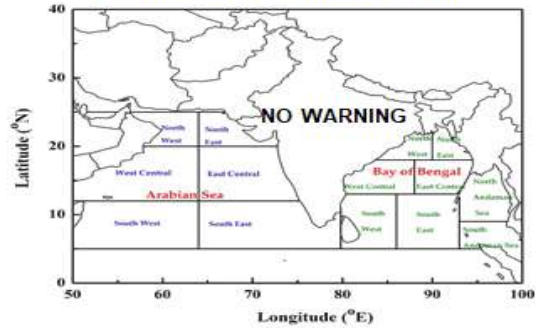 40
30
20
10
0
Latitude (°N)
NO WARNING
North
West
North
East
West Central
East Central
Arabian Sea
South West
South East
North
West
North
East
Bay of Bengal
West Central
East Central
South
West
South
East
North
Andaman
Sea
South
Andaman Sea
50
60
70
80
90
100
Longitude (°E)